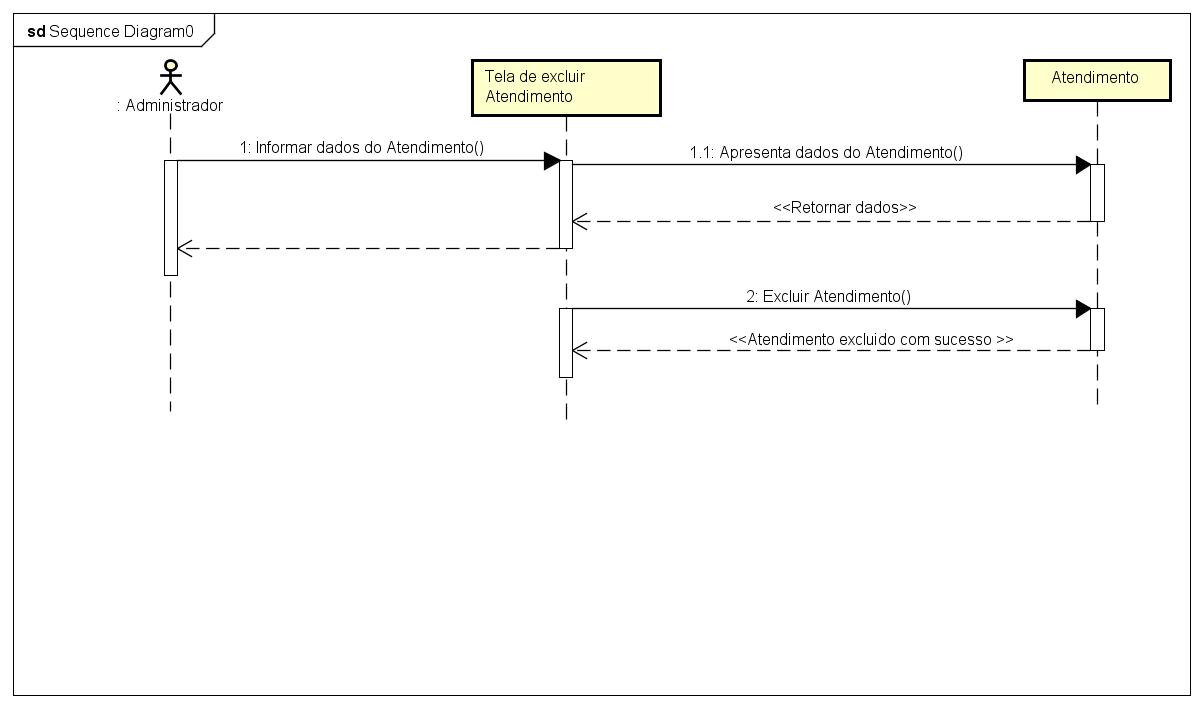 sd Sequence Diagram0
: Administrador
Tela de excluir
Atendimento
Atendimento
1: Informar dados do Atendimento()
1.1: Apresenta dados do Atendimento()
<<Retornar dados>>
2: Excluir Atendimento()
<<Atendimento excluido com sucesso >>